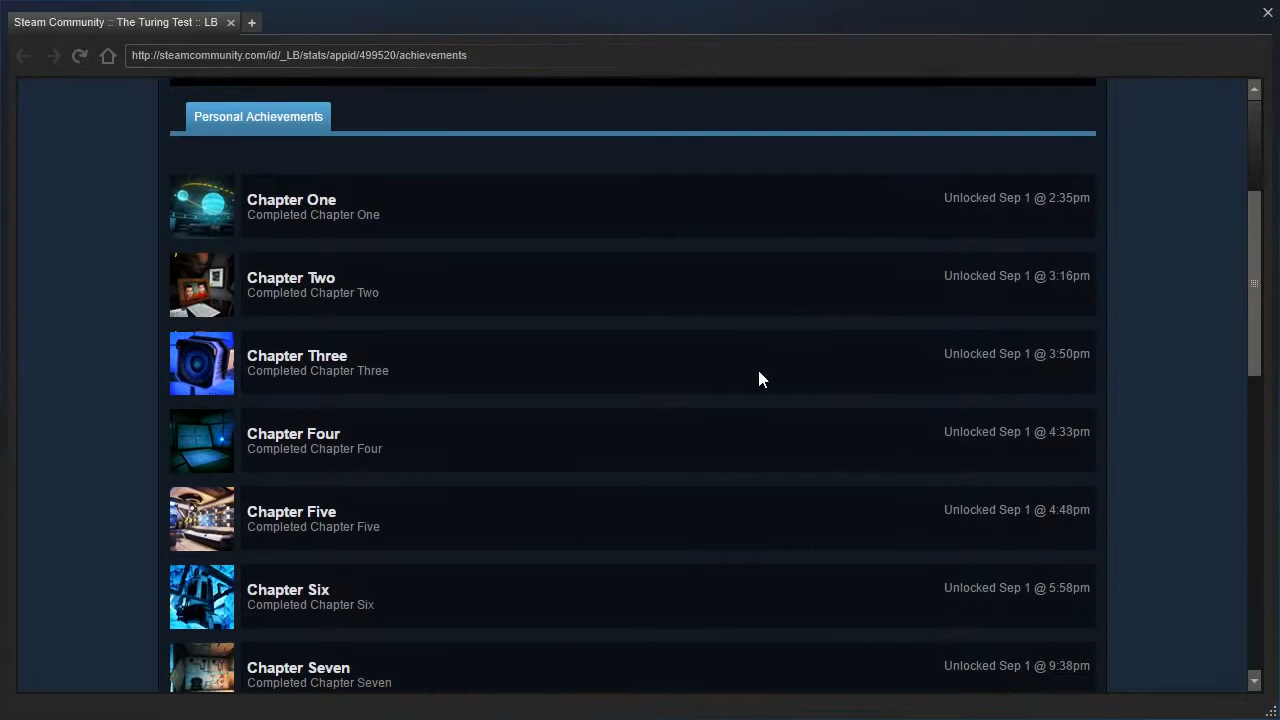 Steam Community :: The Turing Test :: LB
http://steamcommunity.com/id/_LB/stats/appid/499520/achievements
Personal Achievements
Chapter One
Completed Chapter One
Unlocked Sep 1 @ 2:35pm
Chapter Two
Completed Chapter Two
Unlocked Sep 1 @ 3:16pm
Chapter Three
Completed Chapter Three
Unlocked Sep 1 @ 3:50pm
Chapter Four
Completed Chapter Four
Unlocked Sep 1 @ 4:33pm
Chapter Five
Completed Chapter Five
Unlocked Sep 1 @ 4:48pm
Chapter Six
Completed Chapter Six
Unlocked Sep 1 @ 5:58pm
Chapter Seven
Completed Chapter Seven
Unlocked Sep 1 @ 9:38pm